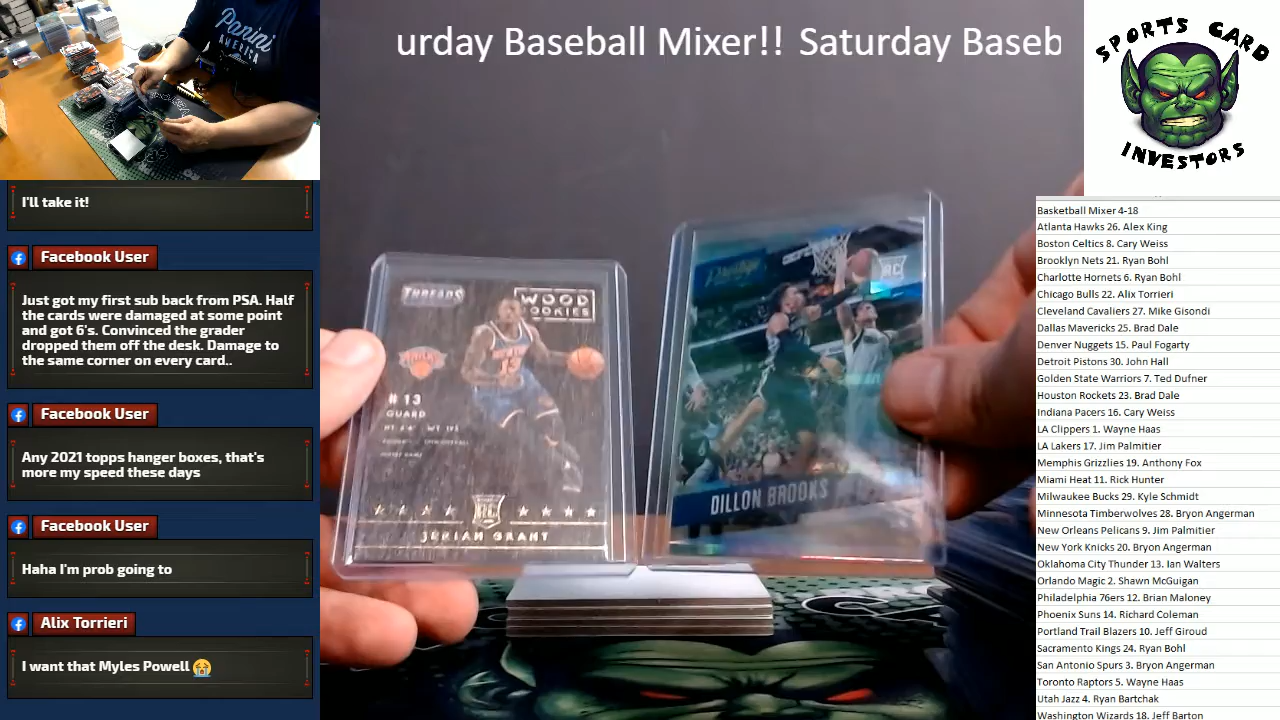 Panini
AMERICA
urday Baseball Mixer!! Saturday Baseb
SPORTS CARD
INVESTORS
I'll take it!
Facebook User
Just got my first sub back from PSA. Half
the cards were damaged at some point
and got 6's. Convinced the grader
dropped them off the desk. Damage to
the same corner on every card..
Facebook User
Any 2021 topps hanger boxes, that's
more my speed these days
Facebook User
Haha I'm prob going to
Alix Torrieri
I want that Myles Powell 😭
THREADS
WOOD
ROOKIES
NEW YORK
13
KNICKS
# 13
GUARD
RC
JERIAN GRANT
Prestige
RC
DILLON BROOKS
Basketball Mixer 4-18
Atlanta Hawks 26. Alex King
Boston Celtics 8. Cary Weiss
Brooklyn Nets 21. Ryan Bohl
Charlotte Hornets 6. Ryan Bohl
Chicago Bulls 22. Alix Torrieri
Cleveland Cavaliers 27. Mike Gisondi
Dallas Mavericks 25. Brad Dale
Denver Nuggets 15. Paul Fogarty
Detroit Pistons 30. John Hall
Golden State Warriors 7. Ted Dufner
Houston Rockets 23. Brad Dale
Indiana Pacers 16. Cary Weiss
LA Clippers 1. Wayne Haas
LA Lakers 17. Jim Palmitier
Memphis Grizzlies 19. Anthony Fox
Miami Heat 11. Rick Hunter
Milwaukee Bucks 29. Kyle Schmidt
Minnesota Timberwolves 28. Bryon Angerman
New Orleans Pelicans 9. Jim Palmitier
New York Knicks 20. Bryon Angerman
Oklahoma City Thunder 13. Ian Walters
Orlando Magic 2. Shawn McGuigan
Philadelphia 76ers 12. Brian Maloney
Phoenix Suns 14. Richard Coleman
Portland Trail Blazers 10. Jeff Giroud
Sacramento Kings 24. Ryan Bohl
San Antonio Spurs 3. Bryon Angerman
Toronto Raptors 5. Wayne Haas
Utah Jazz 4. Ryan Bartchak
Washington Wizards 18. Jeff Barton